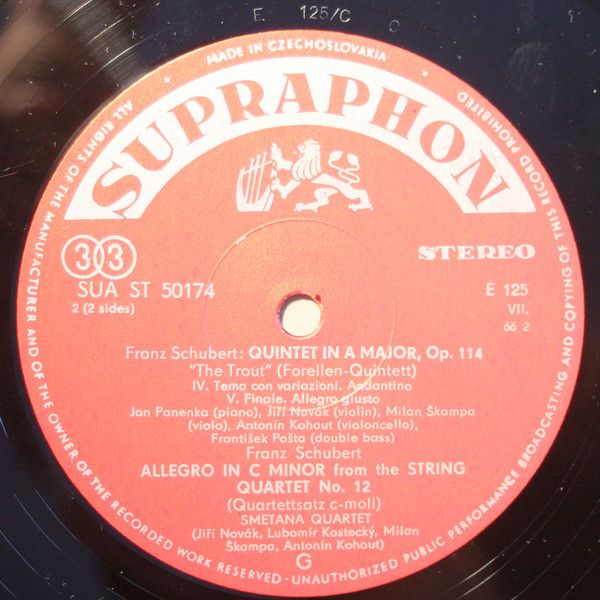 E 125/C C
MADE IN CZECHOSLOVAKIA
ALL RIGHTS OF THE MANUFACTURER AND OF THE OWNER OF THE RECORDED WORK RESERVED - UNAUTHORIZED PUBLIC PERFORMANCE BROADCASTING AND COPYING OF THIS RECORD PROHIBITED
SUPRAPHON
33
STEREO
SUA ST 50174
E 125
2 (2 sides)
VII.
66 2
Franz Schubert: QUINTET IN A MAJOR, Op. 114
"The Trout" (Forellen-Quintett)
IV. Tema con variazioni. Andantino
V. Finale. Allegro giusto
Jan Panenka (piano), Jiří Novák (violin), Milan Škampa
(viola), Antonín Kohout (violoncello),
František Pošta (double bass)
Franz Schubert
ALLEGRO IN C MINOR from the STRING
QUARTET No. 12
(Quartettsatz c-moll)
SMETANA QUARTET
(Jiří Novák, Lubomír Kostecký, Milan
Škampa, Antonín Kohout)
G